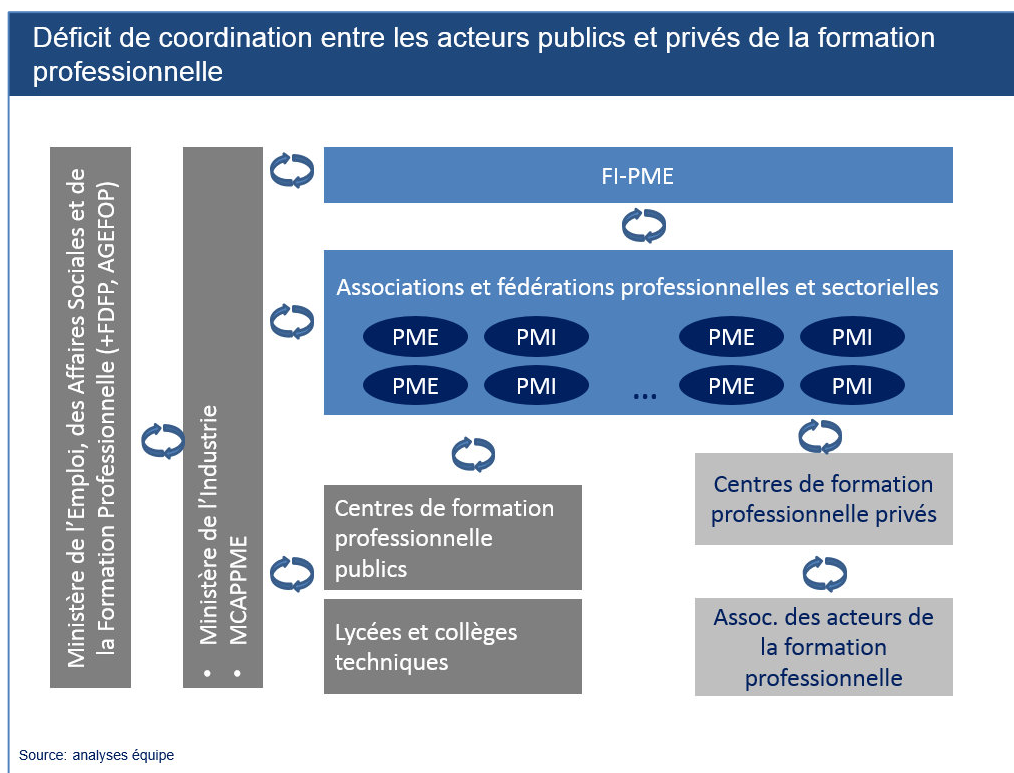 Déficit de coordination entre les acteurs publics et privés de la formation
professionnelle
Ministère de l’Emploi, des Affaires Sociales et de
la Formation Professionnelle (+FDFP, AGEFOP)
• Ministère de l’Industrie
• MCAPPME
FI-PME
Associations et fédérations professionnelles et sectorielles
PME PMI PME PMI
PME PMI ... PME PMI
Centres de formation
professionnelle
publics
Lycées et collèges
techniques
Centres de formation
professionnelle privés
Assoc. des acteurs de
la formation
professionnelle
Source: analyses équipe